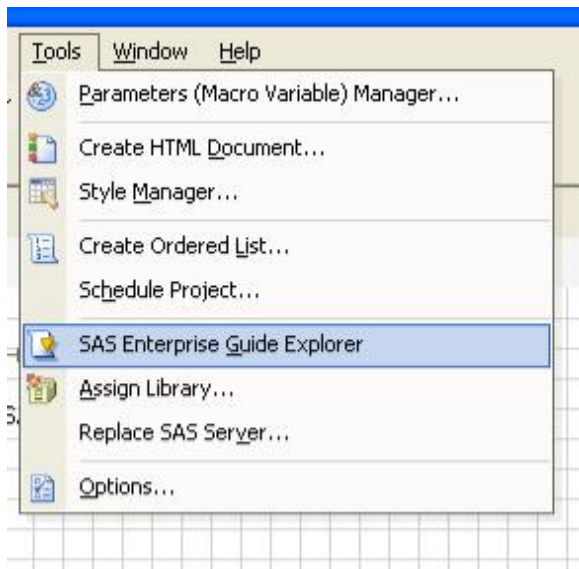 Tools Window Help
Parameters (Macro Variable) Manager...
Create HTML Document...
Style Manager...
Create Ordered List...
Schedule Project...
SAS Enterprise Guide Explorer
Assign Library...
Replace SAS Server...
Options...